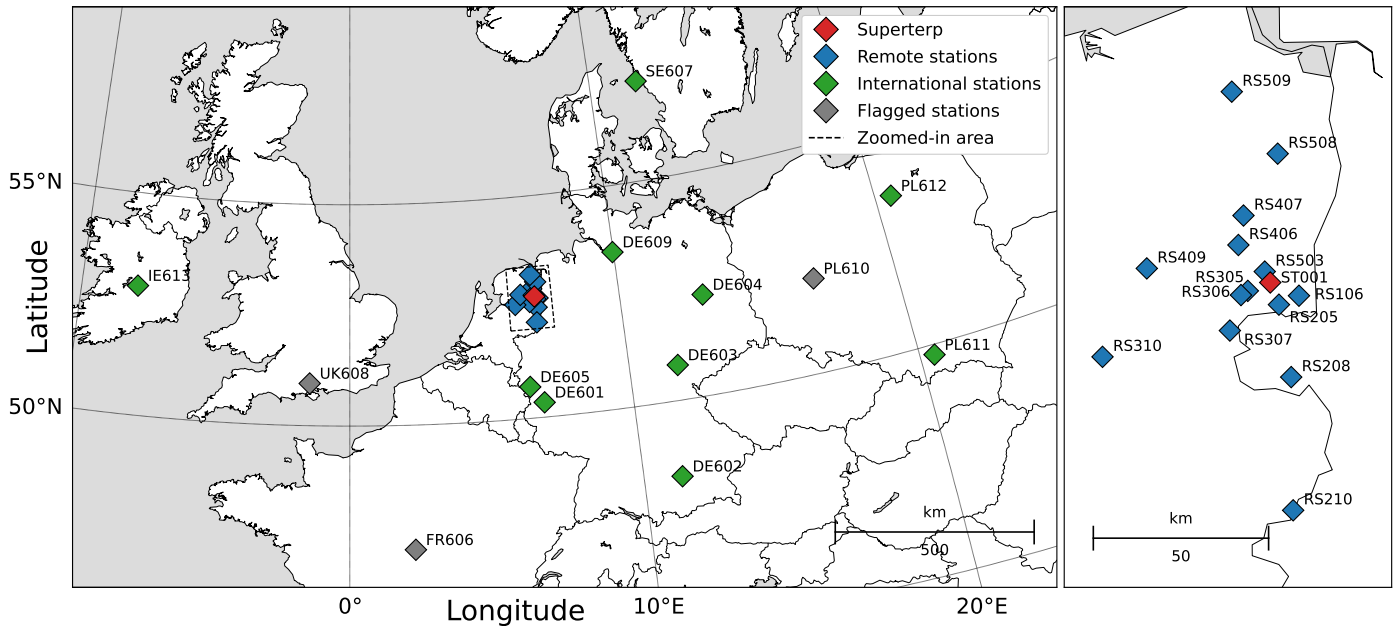 Superterp
Remote stations
International stations
Flagged stations
Zoomed-in area
SE607
PL612
DE609
IE613
PL610
DE604
PL611
DE603
UK608
DE605
DE601
DE602
FR606
km
500
55°N
50°N
Latitude
0°
10°E
20°E
Longitude
RS509
RS508
RS407
RS406
RS409
RS503
RS305
ST001
RS306
RS106
RS205
RS307
RS310
RS208
RS210
km
50